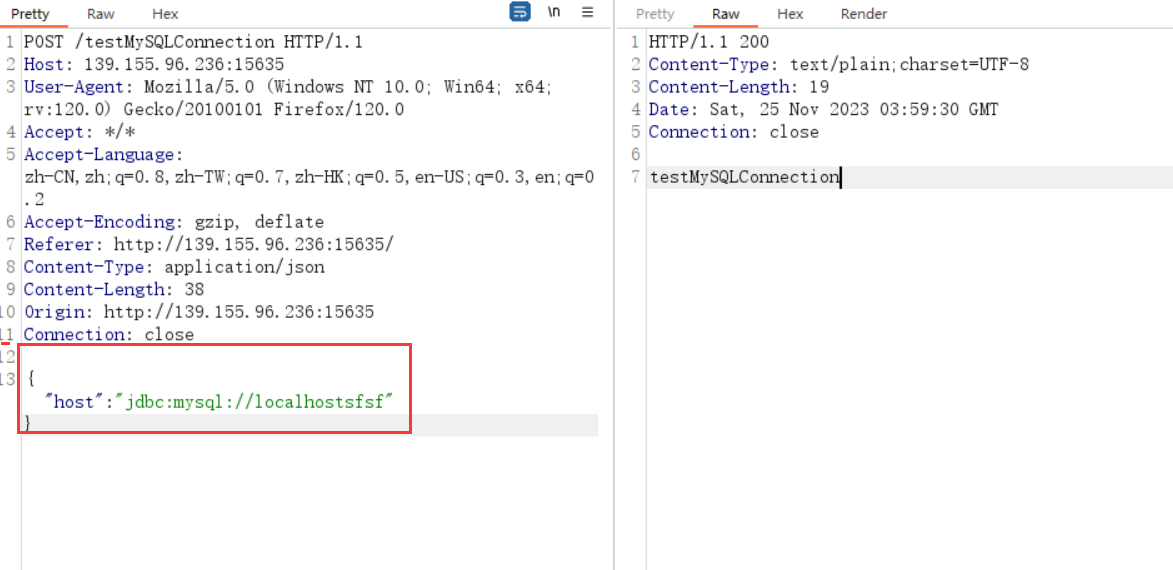 Pretty Raw Hex \n
1 POST /testMySQLConnection HTTP/1.1
2 Host: 139.155.96.236:15635
3 User-Agent: Mozilla/5.0 (Windows NT 10.0; Win64; x64;
rv:120.0) Gecko/20100101 Firefox/120.0
4 Accept: */*
5 Accept-Language:
zh-CN,zh;q=0.8,zh-TW;q=0.7,zh-HK;q=0.5,en-US;q=0.3,en;q=0
.2
6 Accept-Encoding: gzip, deflate
7 Referer: http://139.155.96.236:15635/
8 Content-Type: application/json
9 Content-Length: 38
10 Origin: http://139.155.96.236:15635
11 Connection: close
12
13 {
"host":"jdbc:mysql://localhostsfsf"
}
Pretty Raw Hex Render
1 HTTP/1.1 200
2 Content-Type: text/plain;charset=UTF-8
3 Content-Length: 19
4 Date: Sat, 25 Nov 2023 03:59:30 GMT
5 Connection: close
6
7 testMySQLConnection